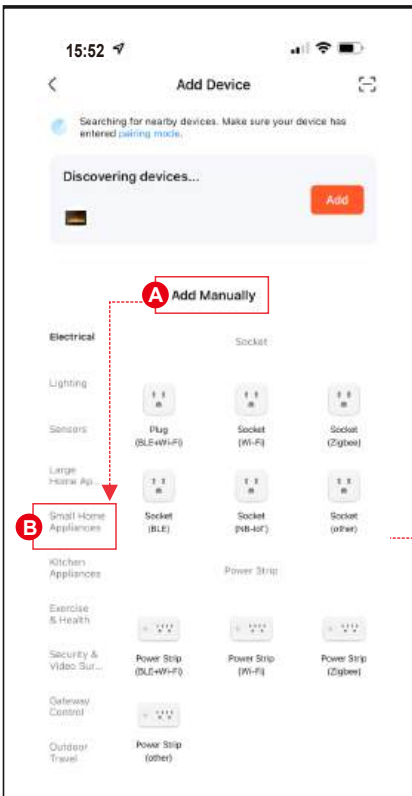 15:52
Add Device
Searching for nearby devices. Make sure your device has
entered pairing mode.
Discovering devices...
Add
A Add Manually
Electrical
Socket
Lighting
Sensors
Plug
(BLE+Wi-Fi)
Socket
(Wi-Fi)
Socket
(Zigbee)
Large
Home Ap...
B Small Home
Appliances
Socket
(BLE)
Socket
(NB-IoT)
Socket
(other)
Kitchen
Appliances
Power Strip
Exercise
& Health
Security &
Video Sur...
Power Strip
(BLE+Wi-Fi)
Power Strip
(Wi-Fi)
Power Strip
(Zigbee)
Gateway
Control
Outdoor
Travel
Power Strip
(other)